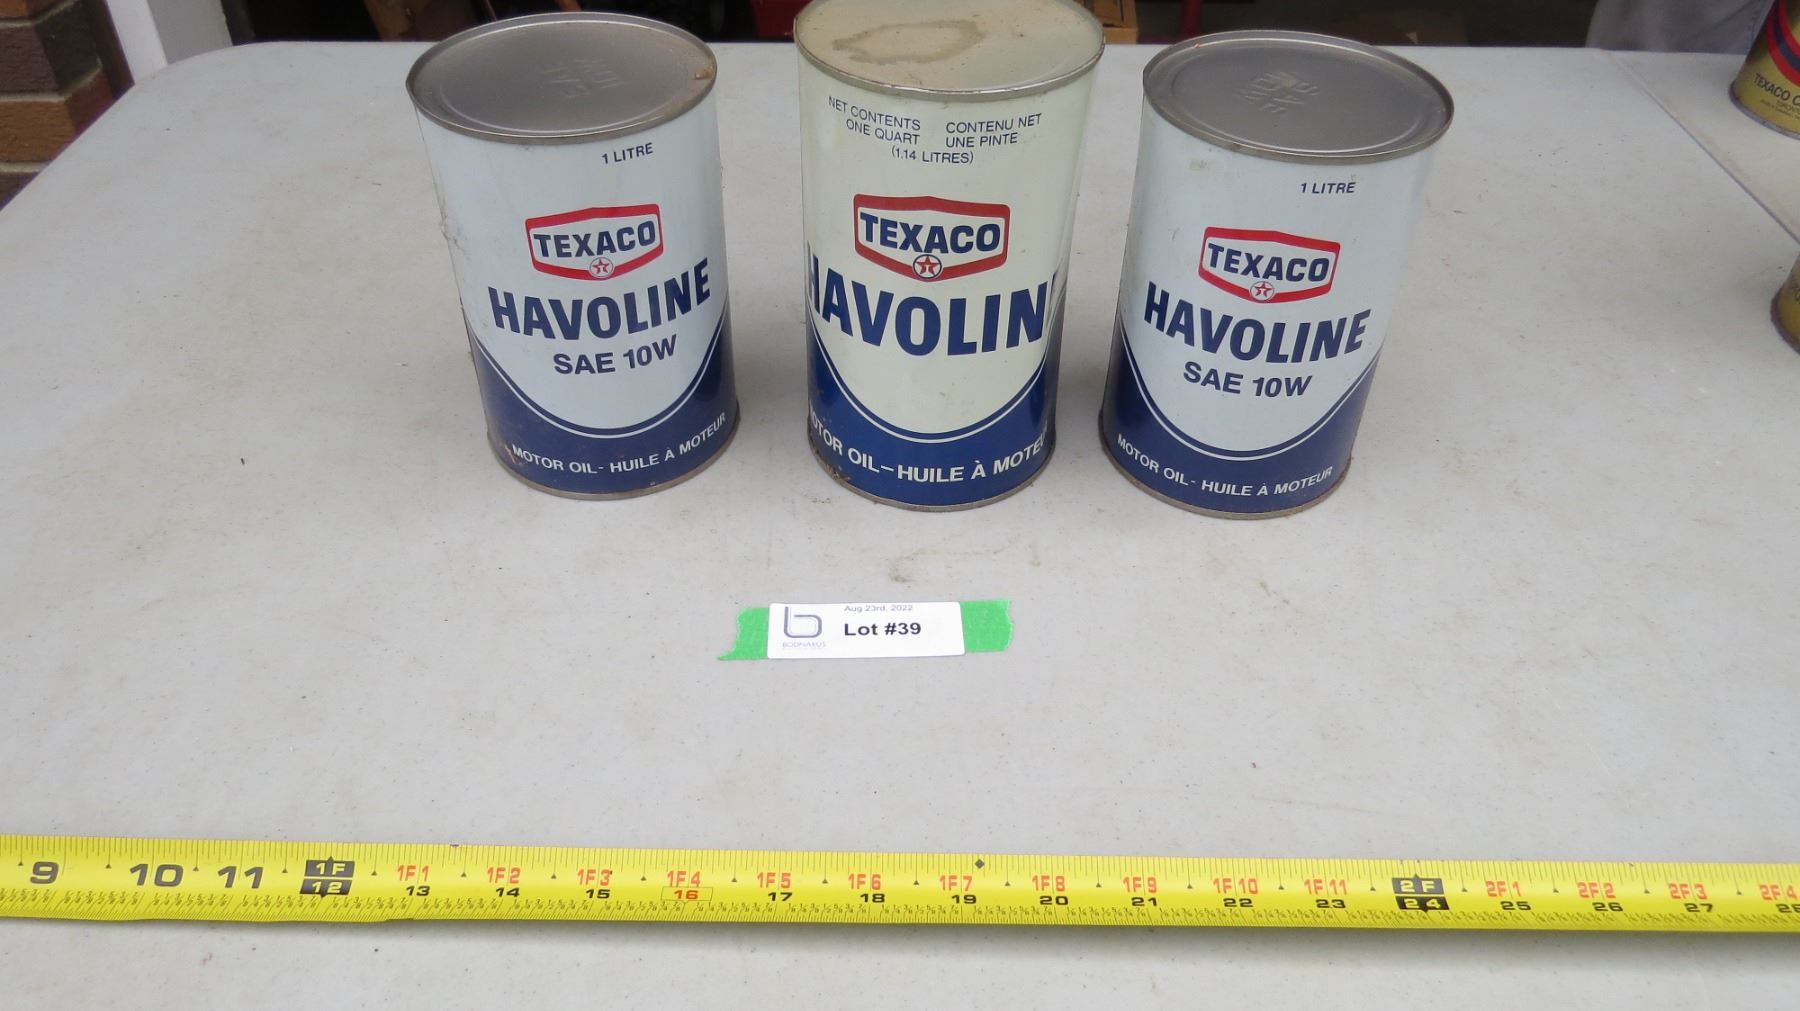 1 LITRE
TEXACO
HAVOLINE
SAE 10W
MOTOR OIL - HUILE À MOTEUR
NET CONTENTS
ONE QUART
CONTENU NET
UNE PINTE
(1.14 LITRES)
TEXACO
HAVOLIN
MOTOR OIL - HUILE À MOTEU
1 LITRE
TEXACO
HAVOLINE
SAE 10W
MOTOR OIL - HUILE À MOTEUR
TEXACO
Aug 23rd, 2022
Lot #39
BODNARUS
9 10 11 1F 1F1 1F2 1F3 1F4 1F5 1F6 1F7 1F8 1F9 1F10 1F11 2F 2F1 2F2 2F3 2F4
12 13 14 15 16 17 18 19 20 21 22 23 24 25 26 27 28